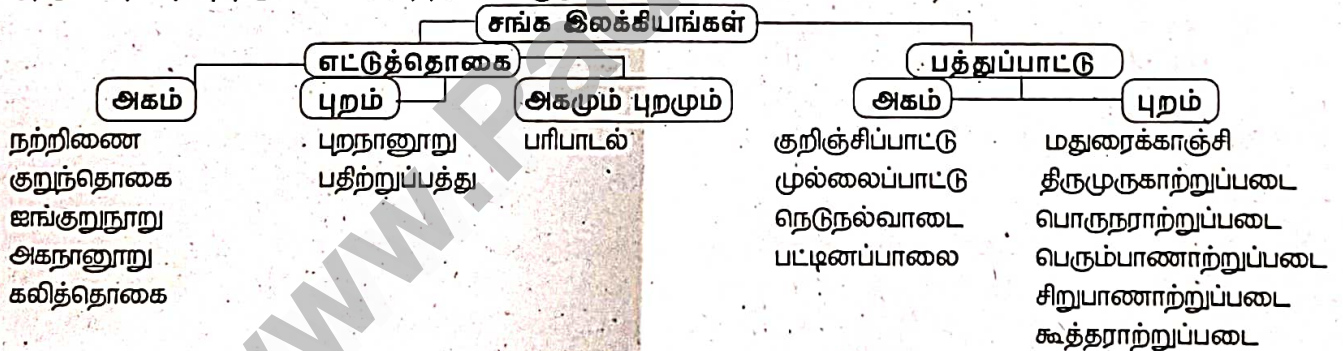 சங்க இலக்கியங்கள்
எட்டுத்தொகை
பத்துப்பாட்டு
அகம் புறம் அகமும் புறமும் அகம் புறம்
நற்றிணை புறநானூறு பரிபாடல் குறிஞ்சிப்பாட்டு மதுரைக்காஞ்சி
குறுந்தொகை பதிற்றுப்பத்து முல்லைப்பாட்டு திருமுருகாற்றுப்படை
ஐங்குறுநூறு நெடுநல்வாடை பொருநராற்றுப்படை
அகநானூறு பட்டினப்பாலை பெரும்பாணாற்றுப்படை
கலித்தொகை சிறுபாணாற்றுப்படை
கூத்தராற்றுப்படை